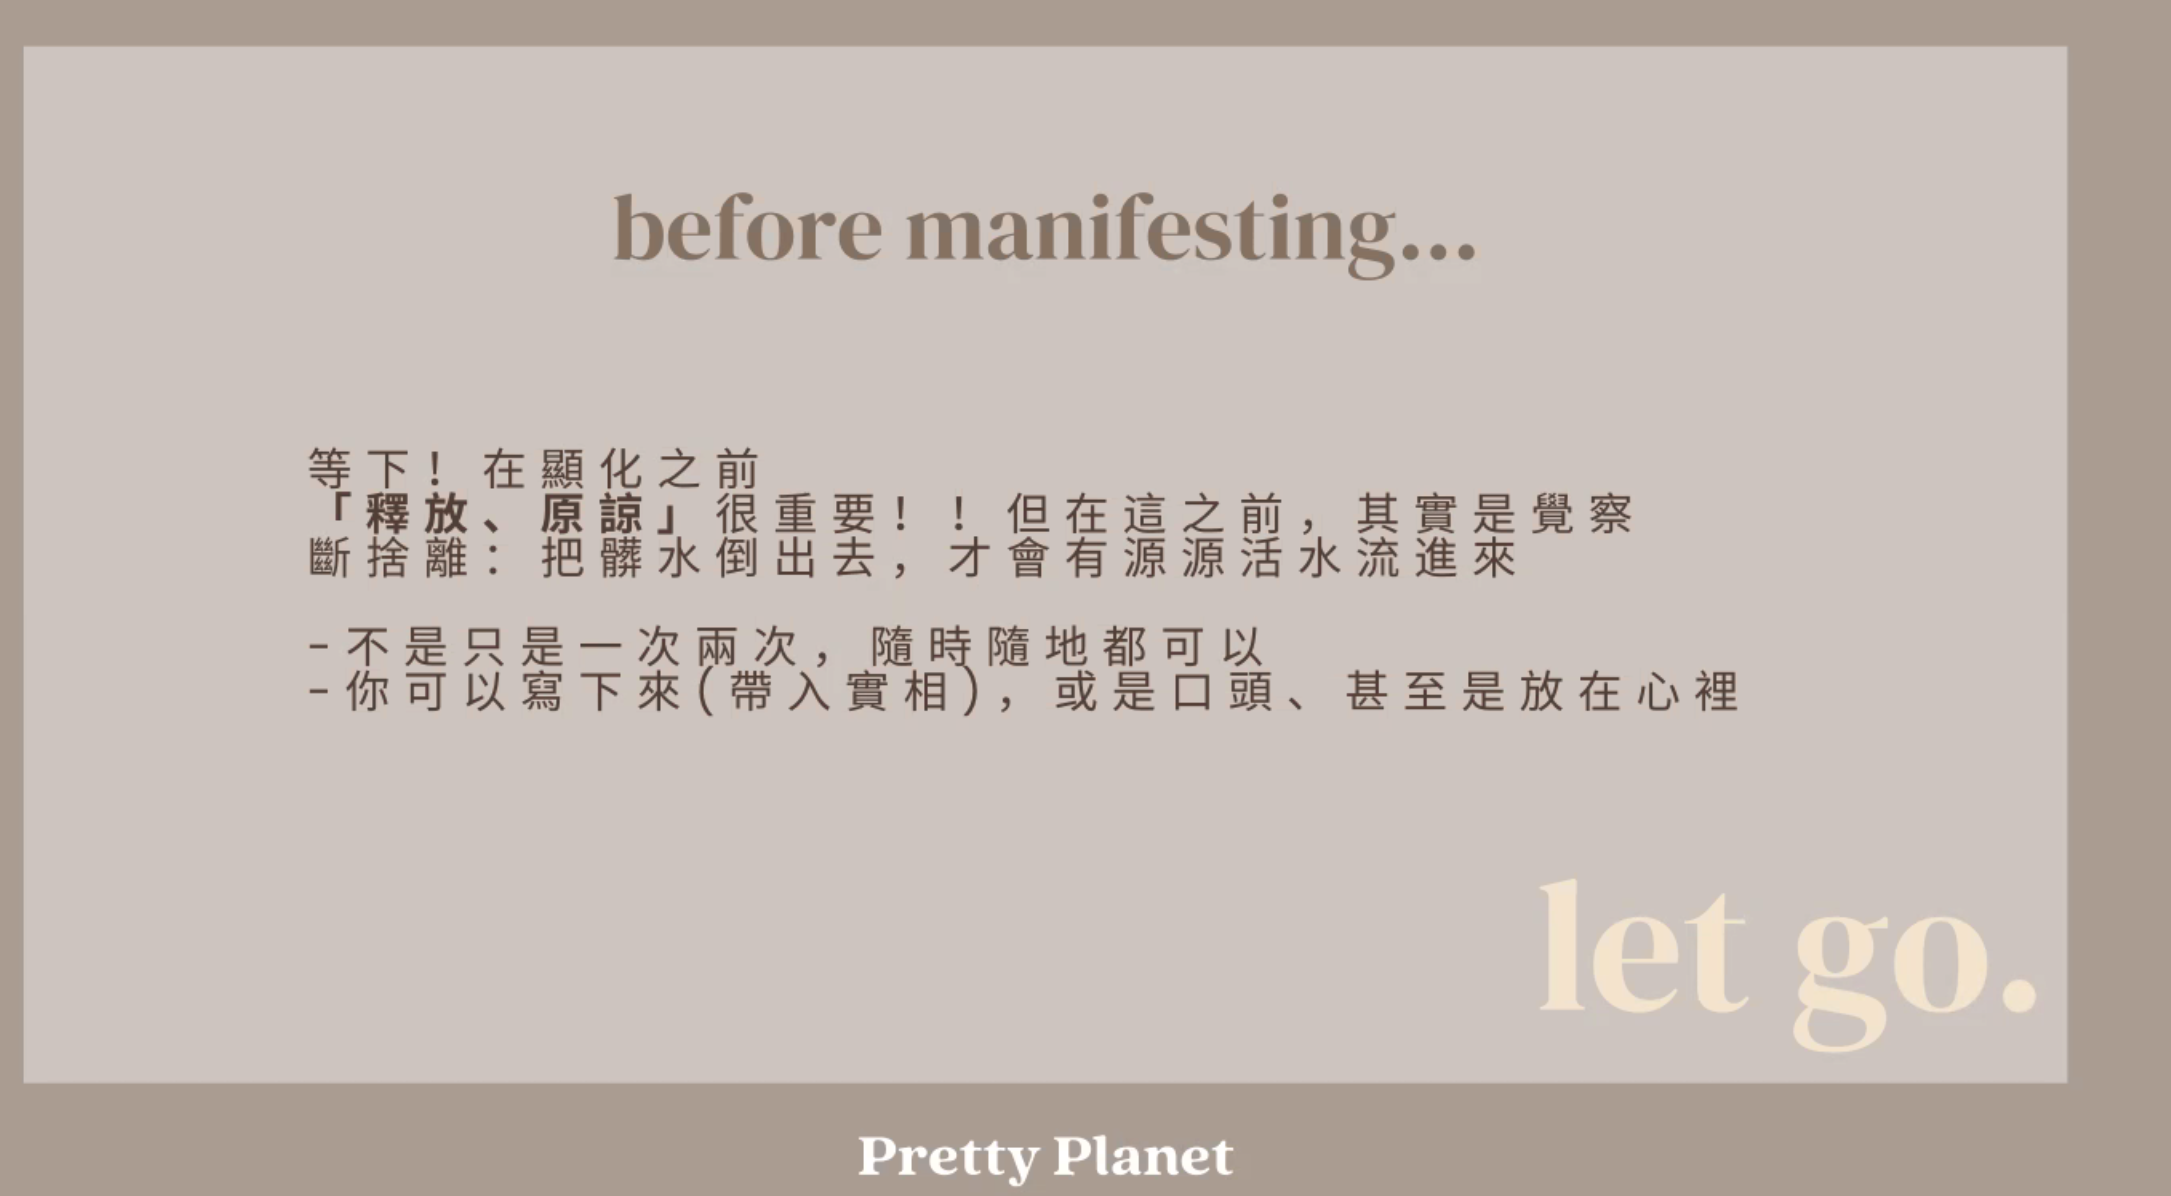 before manifesting...
等下！在顯化之前
「釋放、原諒」很重要！！但在這之前，其實是覺察
斷捨離：把髒水倒出去，才會有源源活水流進來
-不是只是一次兩次，隨時隨地都可以
-你可以寫下來(帶入實相)，或是口頭、甚至是放在心裡
let go.
Pretty Planet